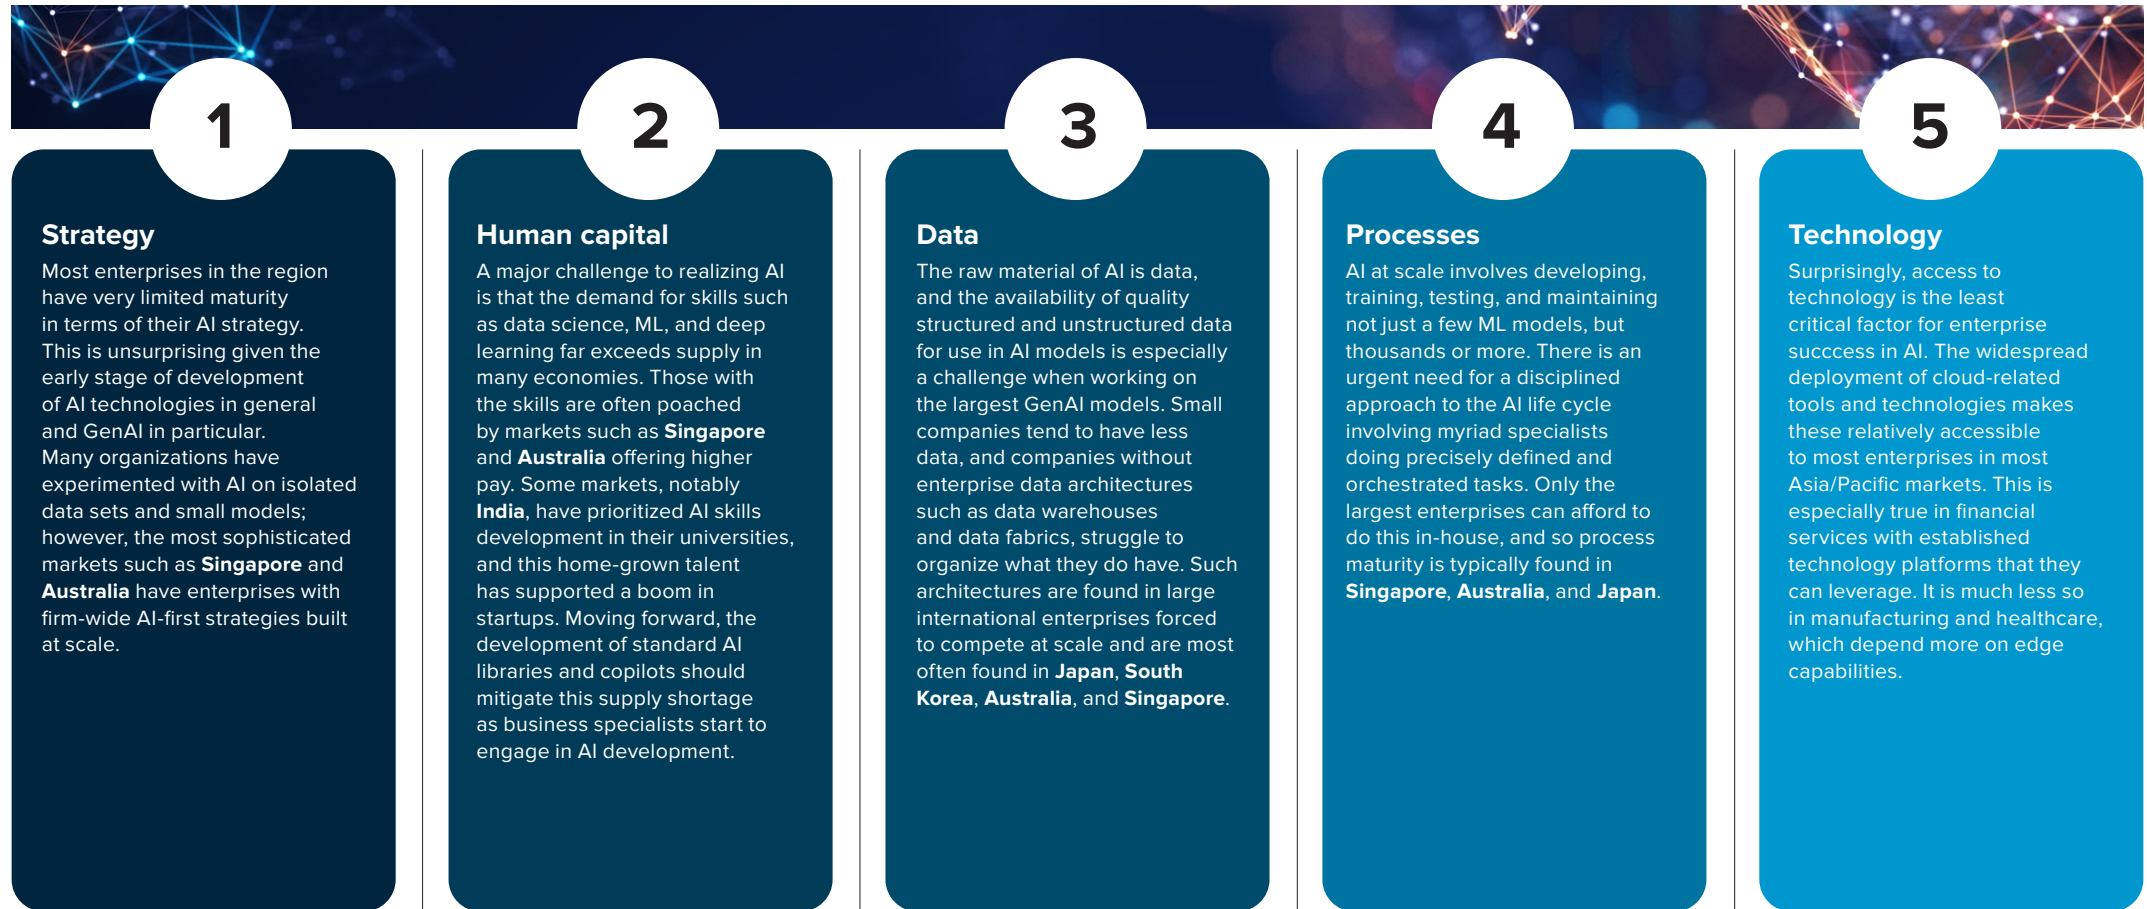 1
Strategy
Most enterprises in the region
have very limited maturity
in terms of their AI strategy.
This is unsurprising given the
early stage of development
of AI technologies in general
and GenAI in particular.
Many organizations have
experimented with AI on isolated
data sets and small models;
however, the most sophisticated
markets such as Singapore and
Australia have enterprises with
firm-wide AI-first strategies built
at scale.
2
Human capital
A major challenge to realizing AI
is that the demand for skills such
as data science, ML, and deep
learning far exceeds supply in
many economies. Those with
the skills are often poached
by markets such as Singapore
and Australia offering higher
pay. Some markets, notably
India, have prioritized AI skills
development in their universities,
and this home-grown talent
has supported a boom in
startups. Moving forward, the
development of standard AI
libraries and copilots should
mitigate this supply shortage
as business specialists start to
engage in AI development.
3
Data
The raw material of AI is data,
and the availability of quality
structured and unstructured data
for use in AI models is especially
a challenge when working on
the largest GenAI models. Small
companies tend to have less
data, and companies without
enterprise data architectures
such as data warehouses
and data fabrics, struggle to
organize what they do have. Such
architectures are found in large
international enterprises forced
to compete at scale and are most
often found in Japan, South
Korea, Australia, and Singapore.
4
Processes
AI at scale involves developing,
training, testing, and maintaining
not just a few ML models, but
thousands or more. There is an
urgent need for a disciplined
approach to the AI life cycle
involving myriad specialists
doing precisely defined and
orchestrated tasks. Only the
largest enterprises can afford to
do this in-house, and so process
maturity is typically found in
Singapore, Australia, and Japan.
5
Technology
Surprisingly, access to
technology is the least
critical factor for enterprise
succcess in AI. The widespread
deployment of cloud-related
tools and technologies makes
these relatively accessible
to most enterprises in most
Asia/Pacific markets. This is
especially true in financial
services with established
technology platforms that they
can leverage. It is much less so
in manufacturing and healthcare,
which depend more on edge
capabilities.